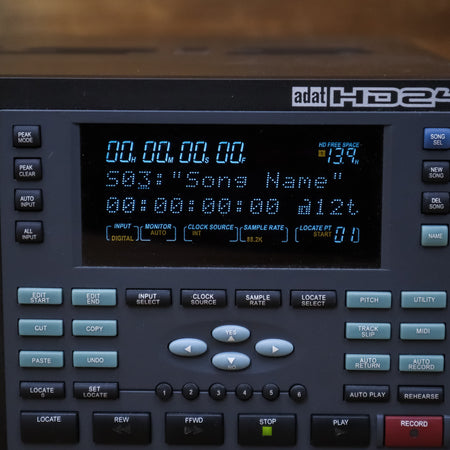 adat HD24
PEAK MODE
PEAK CLEAR
AUTO INPUT
ALL INPUT
00H 00M 00S 00F
HD FREE SPACE
S03:"Song Name"
00:00:00:00 12t
INPUT DIGITAL
MONITOR AUTO
CLOCK SOURCE INT
SAMPLE RATE 88.2K
LOCATE PT START 01
SONG SEL
NEW SONG
DEL SONG
NAME
EDIT START
EDIT END
INPUT SELECT
CLOCK SOURCE
SAMPLE RATE
LOCATE SELECT
PITCH
UTILITY
CUT
COPY
YES
TRACK SLIP
MIDI
PASTE
UNDO
NO
AUTO RETURN
AUTO RECORD
LOCATE
SET LOCATE
1 2 3 4 5 6
AUTO PLAY
REHEARSE
LOCATE
REW
FFWD
STOP
PLAY
RECORD